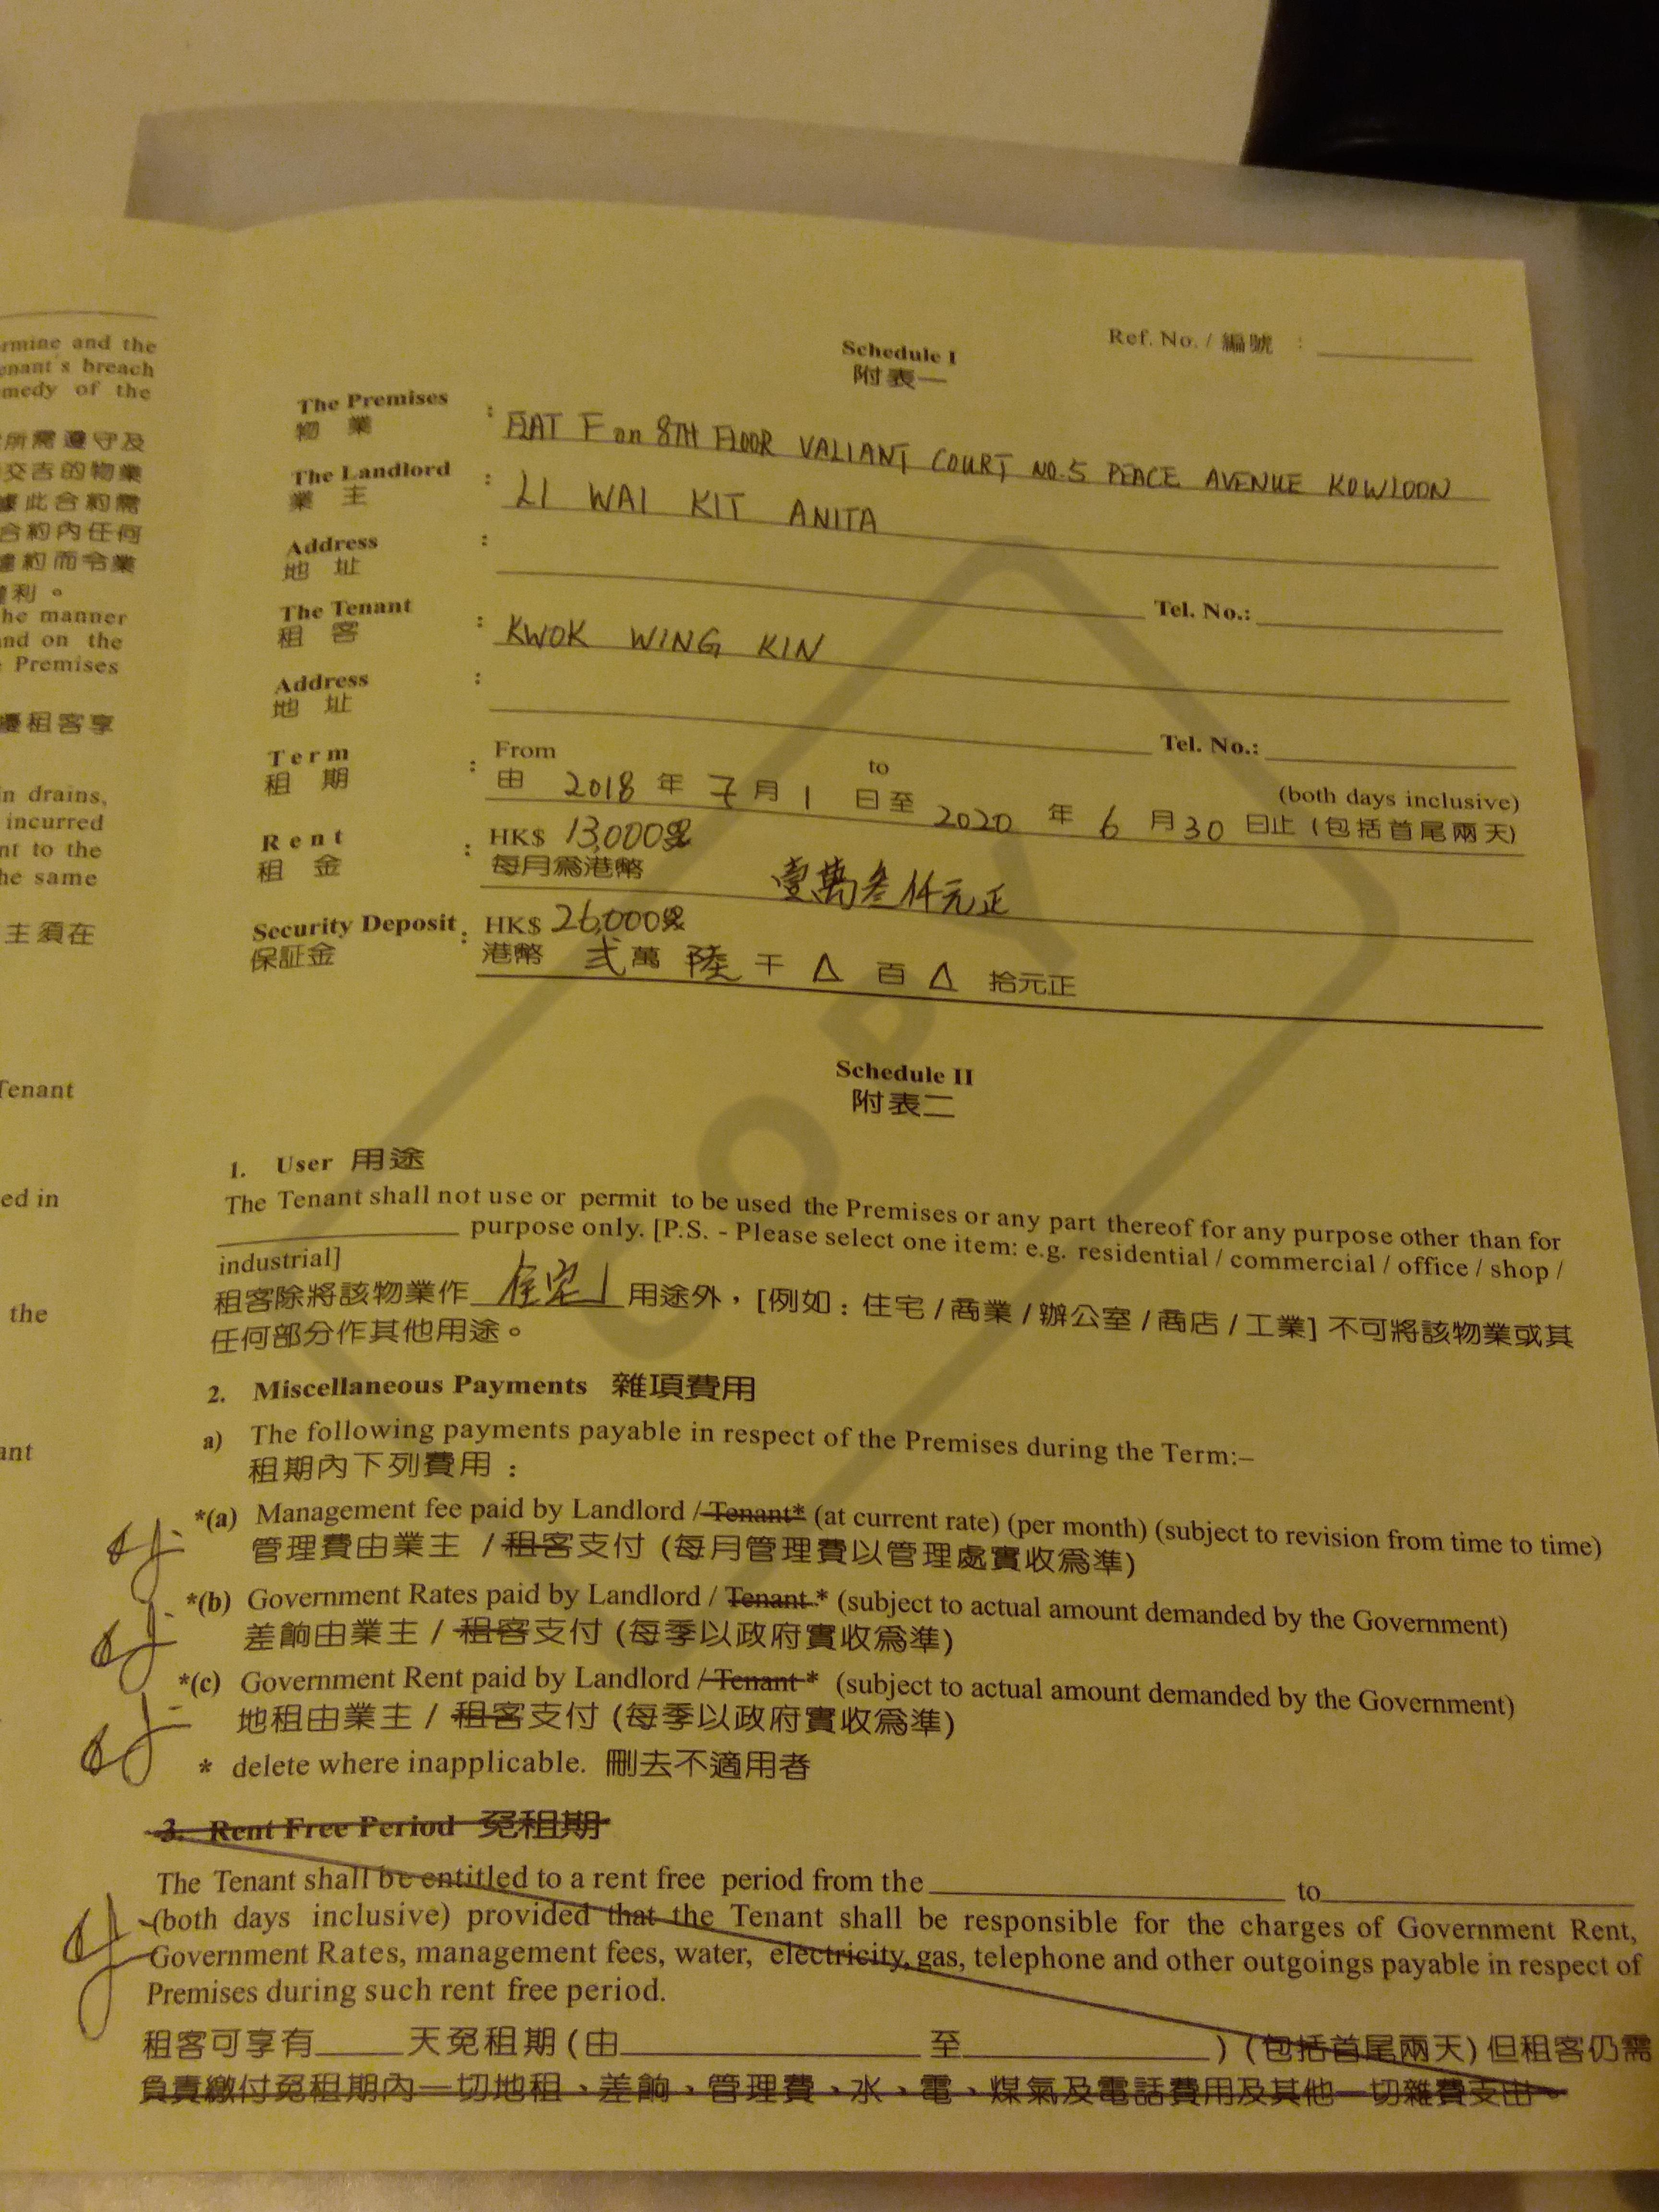 rmine and the
enant's breach
medy of the
所需遵守及
交吉的物業
據此合約需
合約內任何
違約而令業
利。
he manner
and on the
Premises
租客享
in drains,
incurred
nt to the
he same
主須在
Tenant
ed in
the
ant
Ref. No. / 編號 :
Schedule I
附表一
The Premises : FLAT F on 8TH FLOOR VALIANT COURT NO.5 PEACE AVENUE KOWLOON
物 業
The Landlord : LI WAI KIT ANITA
業 主
Address :
地 址
Tel. No.:
The Tenant : KWOK WING KIN
租 客
Address :
地 址
Tel. No.:
Term : From to (both days inclusive)
租 期 由 2018 年 7 月 1 日至 2020 年 6 月 30 日止 (包括首尾兩天)
Rent : HK$ 13,000
租 金 每月為港幣 壹萬叁仟元正
Security Deposit : HK$ 26,000
保証金 港幣 弍 萬 陸 千 △ 百 △ 拾元正
COPY
Schedule II
附表二
1. User 用途
The Tenant shall not use or permit to be used the Premises or any part thereof for any purpose other than for
purpose only. [P.S. - Please select one item: e.g. residential / commercial / office / shop /
industrial]
租客除將該物業作 住宅 用途外，[例如：住宅 / 商業 / 辦公室 / 商店 / 工業] 不可將該物業或其
任何部分作其他用途。
2. Miscellaneous Payments 雜項費用
a) The following payments payable in respect of the Premises during the Term:–
租期內下列費用：
*(a) Management fee paid by Landlord / Tenant* (at current rate) (per month) (subject to revision from time to time)
管理費由業主 / 租客支付 (每月管理費以管理處實收為準)
*(b) Government Rates paid by Landlord / Tenant * (subject to actual amount demanded by the Government)
差餉由業主 / 租客支付 (每季以政府實收為準)
*(c) Government Rent paid by Landlord / Tenant * (subject to actual amount demanded by the Government)
地租由業主 / 租客支付 (每季以政府實收為準)
* delete where inapplicable. 刪去不適用者
3. Rent Free Period 免租期
The Tenant shall be entitled to a rent free period from the to
(both days inclusive) provided that the Tenant shall be responsible for the charges of Government Rent,
Government Rates, management fees, water, electricity, gas, telephone and other outgoings payable in respect of
Premises during such rent free period.
租客可享有 天免租期 (由 至 ) (包括首尾兩天) 但租客仍需
負責繳付免租期內一切地租、差餉、管理費、水、電、煤氣及電話費用及其他一切雜費支出。